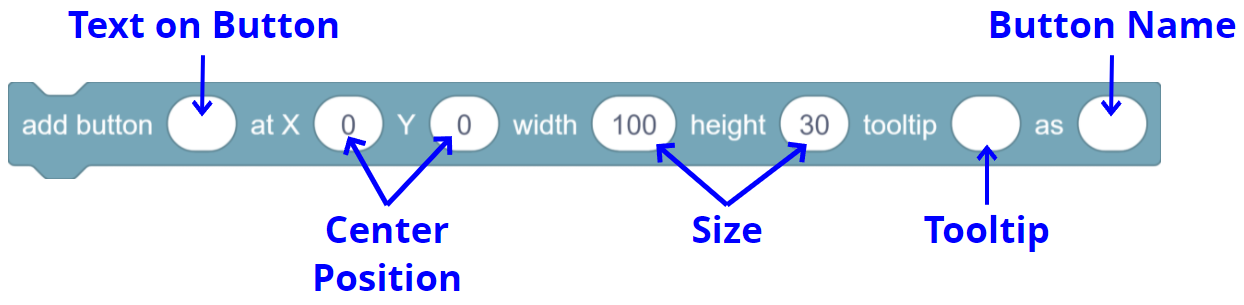 Text on Button
Button Name
add button at X 0 Y 0 width 100 height 30 tooltip as
Center
Position
Size
Tooltip